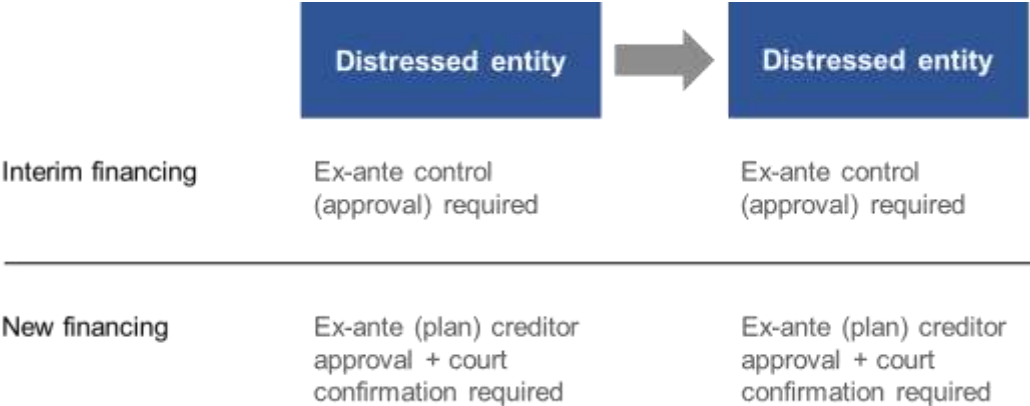 Distressed entity
Distressed entity
Interim financing
Ex-ante control
(approval) required
Ex-ante control
(approval) required
New financing
Ex-ante (plan) creditor
approval + court
confirmation required
Ex-ante (plan) creditor
approval + court
confirmation required